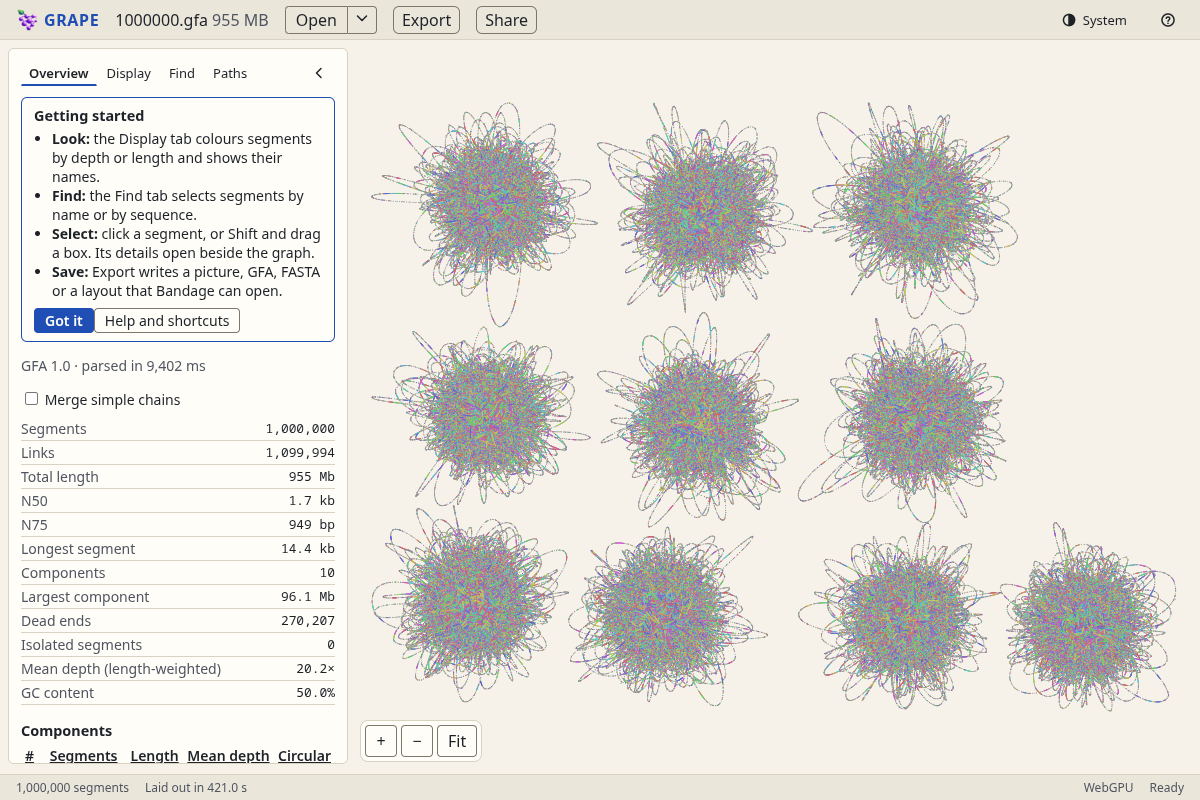 GRAPE 1000000.gfa 955 MB Open Export Share System
Overview Display Find Paths
Getting started
• Look: the Display tab colours segments
by depth or length and shows their
names.
• Find: the Find tab selects segments by
name or by sequence.
• Select: click a segment, or Shift and drag
a box. Its details open beside the graph.
• Save: Export writes a picture, GFA, FASTA
or a layout that Bandage can open.
Got it Help and shortcuts
GFA 1.0 · parsed in 9,402 ms
Merge simple chains
Segments 1,000,000
Links 1,099,994
Total length 955 Mb
N50 1.7 kb
N75 949 bp
Longest segment 14.4 kb
Components 10
Largest component 96.1 Mb
Dead ends 270,207
Isolated segments 0
Mean depth (length-weighted) 20.2×
GC content 50.0%
Components
# Segments Length Mean depth Circular
+ − Fit
1,000,000 segments Laid out in 421.0 s WebGPU Ready